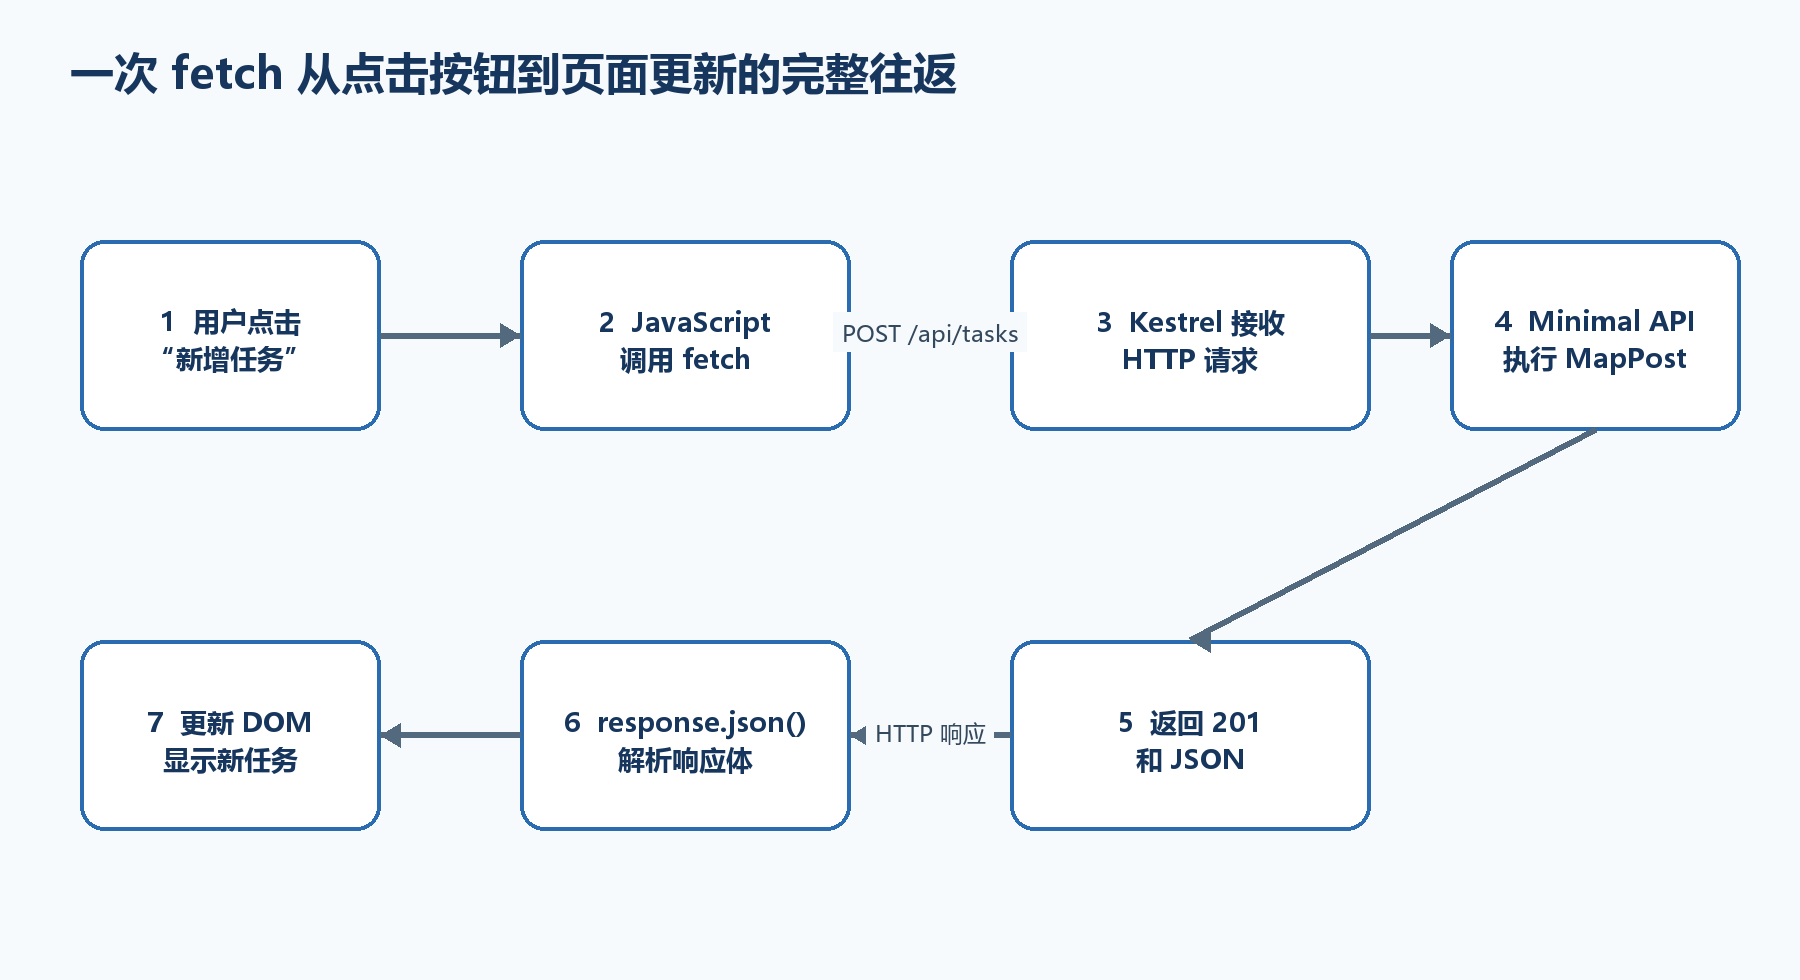 一次 fetch 从点击按钮到页面更新的完整往返
1 用户点击
“新增任务”
2 JavaScript
调用 fetch
POST /api/tasks
3 Kestrel 接收
HTTP 请求
4 Minimal API
执行 MapPost
5 返回 201
和 JSON
HTTP 响应
6 response.json()
解析响应体
7 更新 DOM
显示新任务